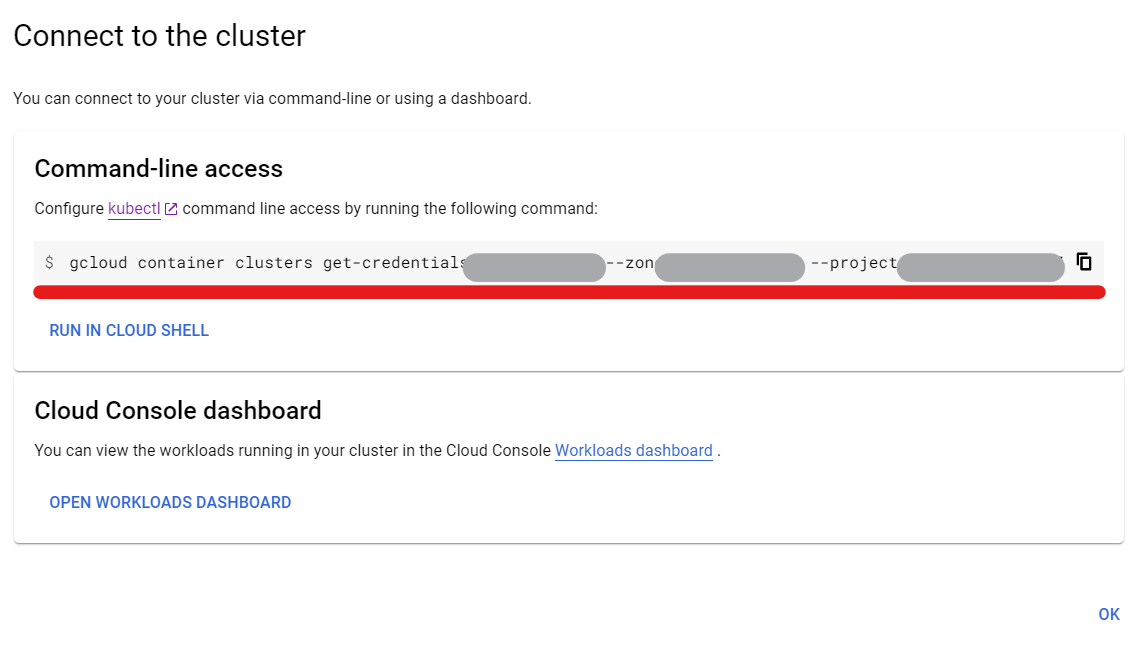 Connect to the cluster
You can connect to your cluster via command-line or using a dashboard.
Command-line access
Configure kubectl command line access by running the following command:
$ gcloud container clusters get-credentials --zon --project
RUN IN CLOUD SHELL
Cloud Console dashboard
You can view the workloads running in your cluster in the Cloud Console Workloads dashboard .
OPEN WORKLOADS DASHBOARD
OK